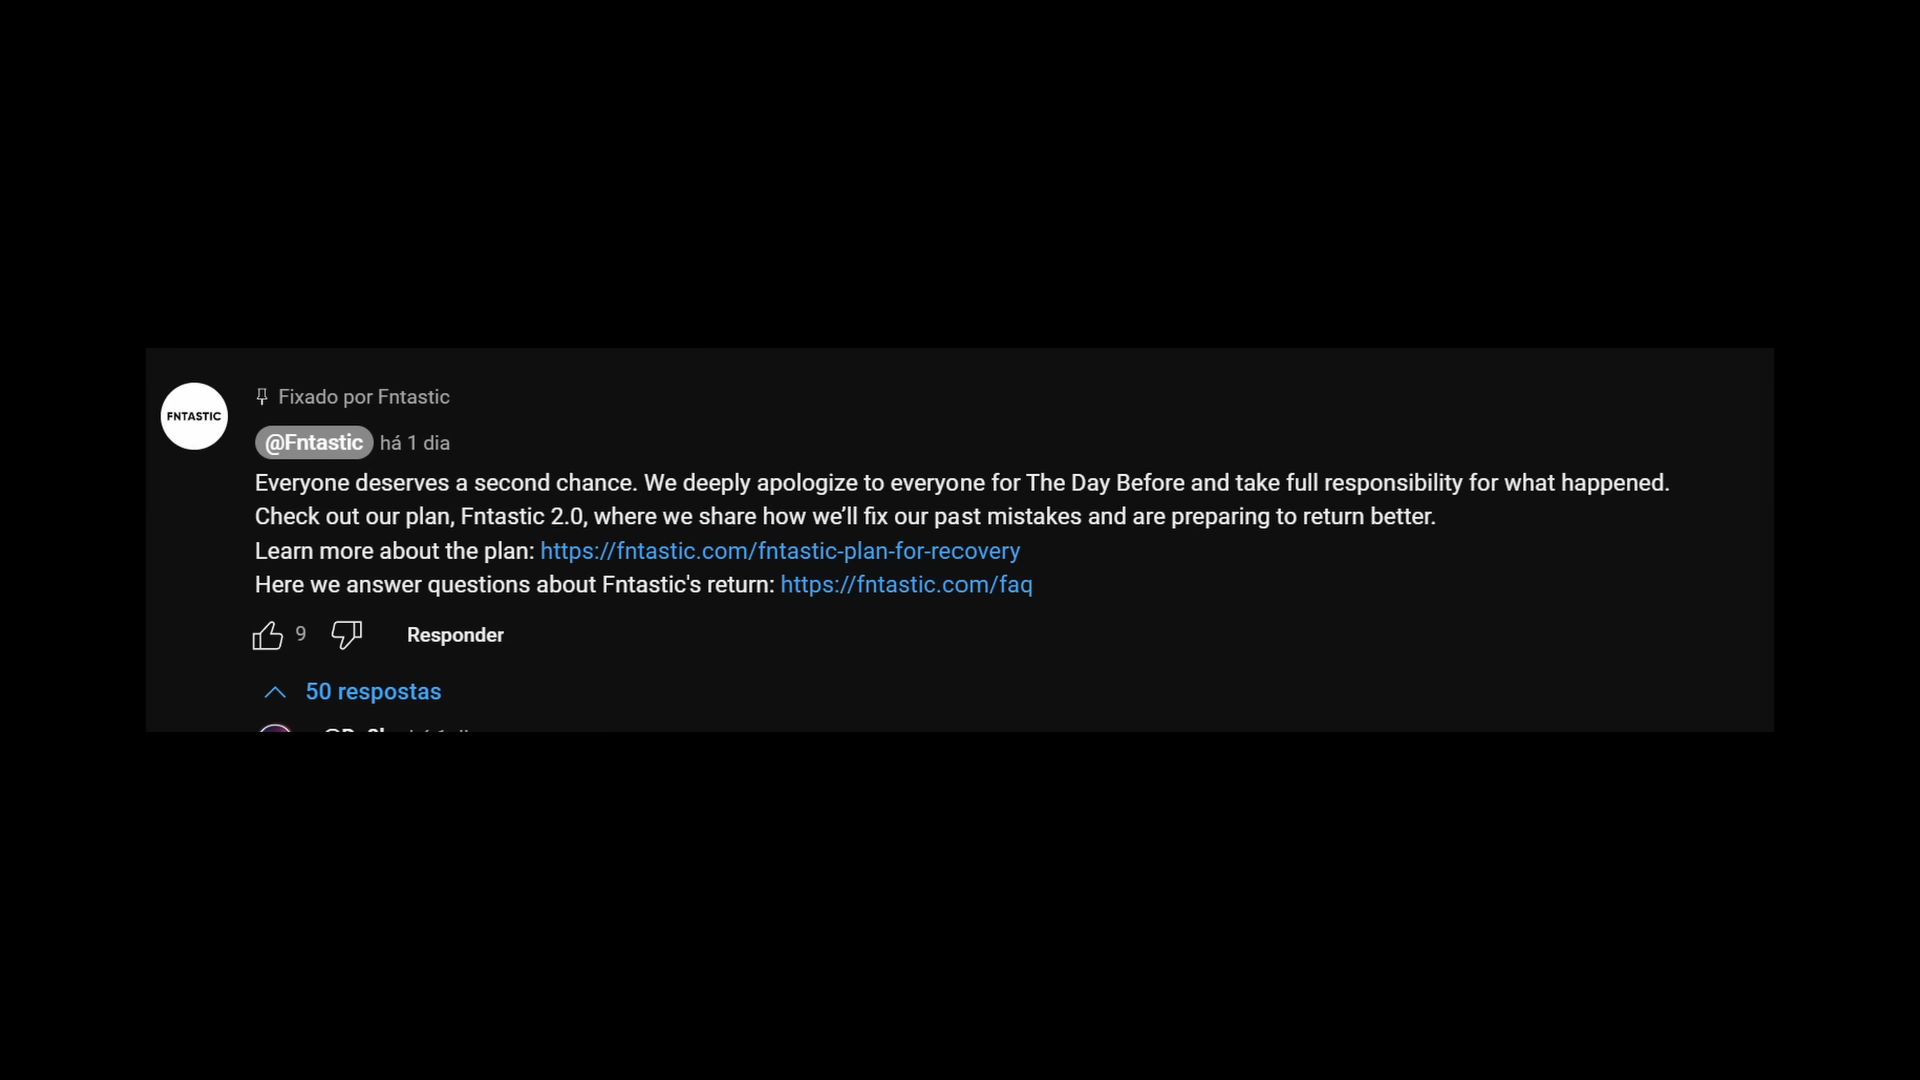 FNTASTIC
Fixado por Fntastic
@Fntastic há 1 dia
Everyone deserves a second chance. We deeply apologize to everyone for The Day Before and take full responsibility for what happened.
Check out our plan, Fntastic 2.0, where we share how we’ll fix our past mistakes and are preparing to return better.
Learn more about the plan: https://fntastic.com/fntastic-plan-for-recovery
Here we answer questions about Fntastic's return: https://fntastic.com/faq
9 Responder
50 respostas